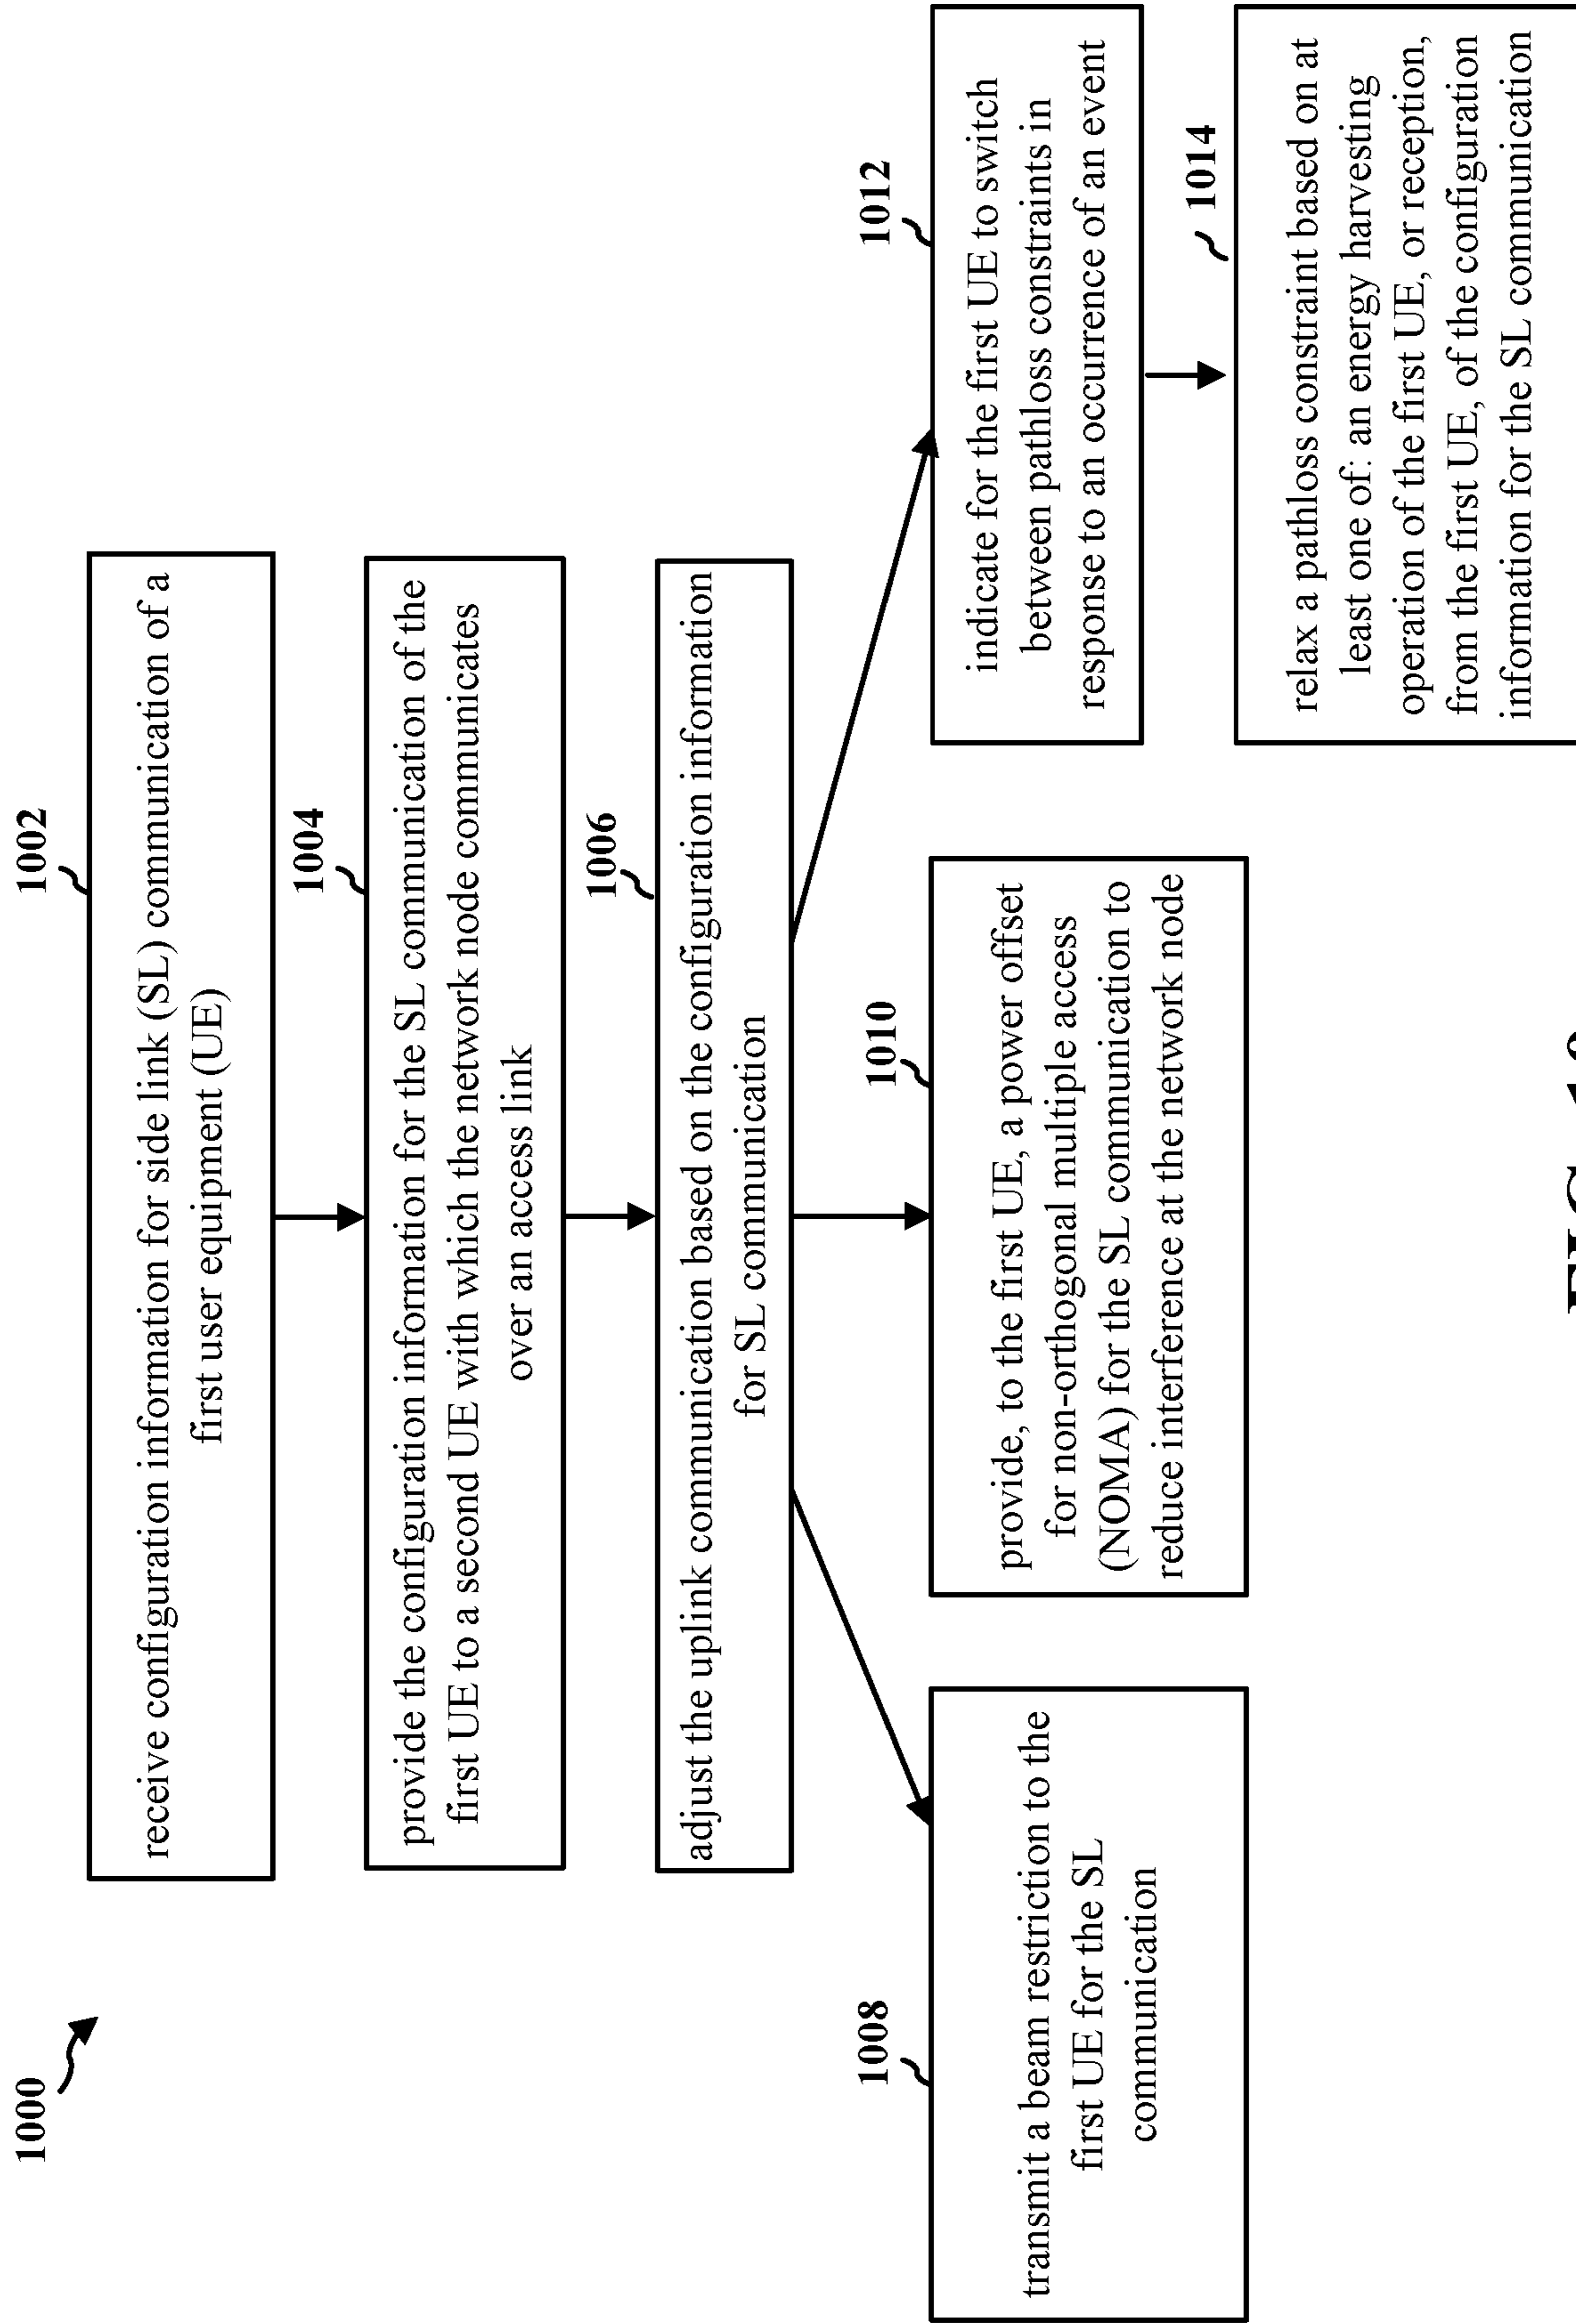 1000
1002
receive configuration information for side link (SL) communication of a
first user equipment (UE)
1004
provide the configuration information for the SL communication of the
first UE to a second UE with which the network node communicates
over an access link
1006
adjust the uplink communication based on the configuration information
for SL communication
1008
transmit a beam restriction to the
first UE for the SL
communication
1010
provide, to the first UE, a power offset
for non-orthogonal multiple access
(NOMA) for the SL communication to
reduce interference at the network node
1012
indicate for the first UE to switch
between pathloss constraints in
response to an occurrence of an event
1014
relax a pathloss constraint based on at
least one of: an energy harvesting
operation of the first UE, or reception,
from the first UE, of the configuration
information for the SL communication